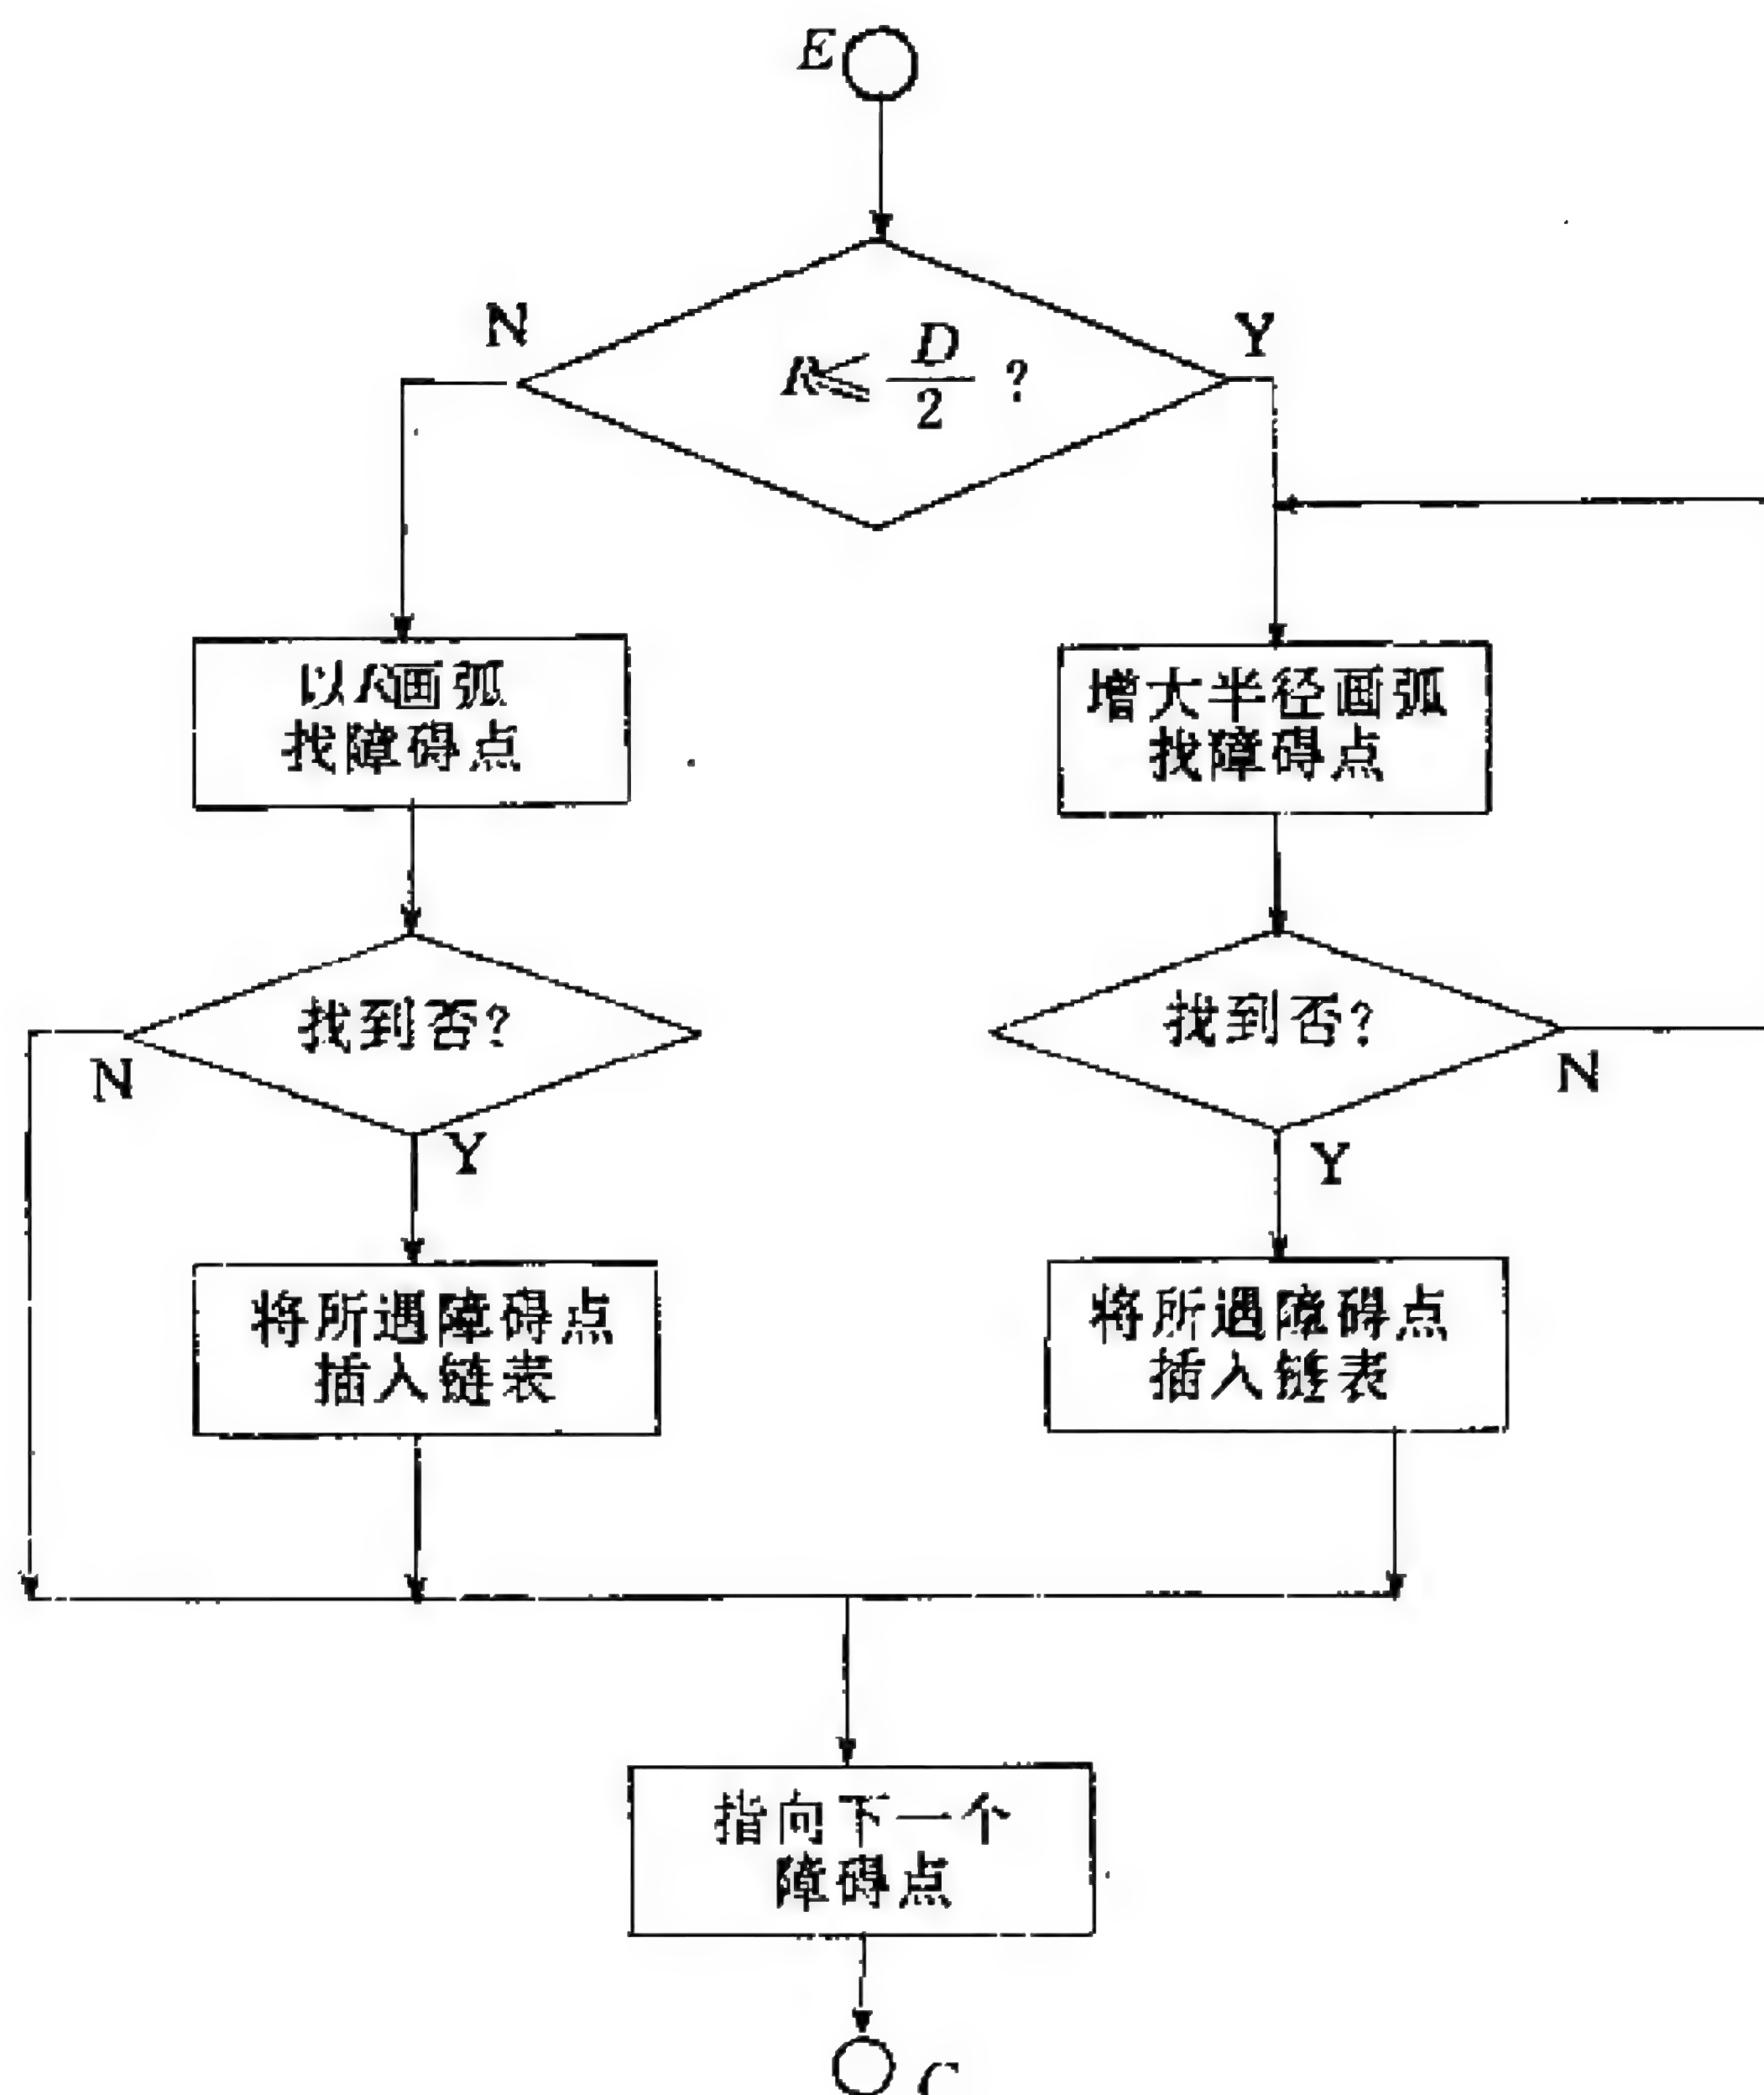 E
N
Y
R≤ D/2 ?
以R画弧
找障碍点
增大半径画弧
找障碍点
找到否?
N
Y
找到否?
N
Y
将所遇障碍点
插入链表
将所遇障碍点
插入链表
指向下一个
障碍点
C